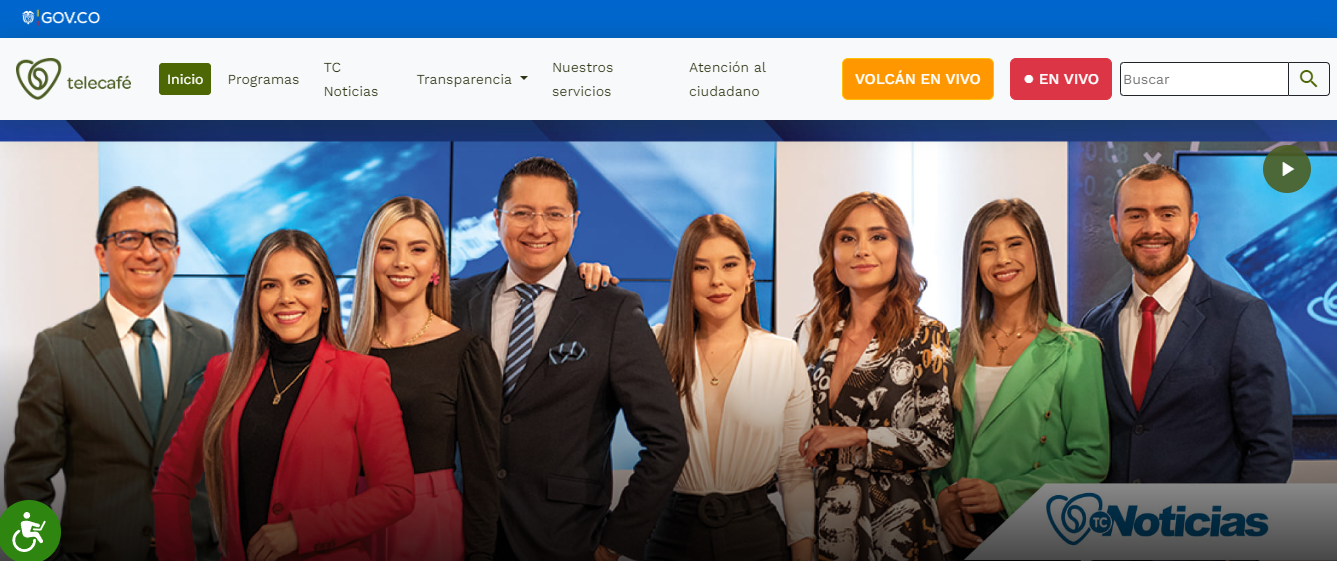 GOV.CO
telecafé
Inicio
Programas
TC
Noticias
Transparencia
Nuestros
servicios
Atención al
ciudadano
VOLCÁN EN VIVO
EN VIVO
Buscar
TC Noticias